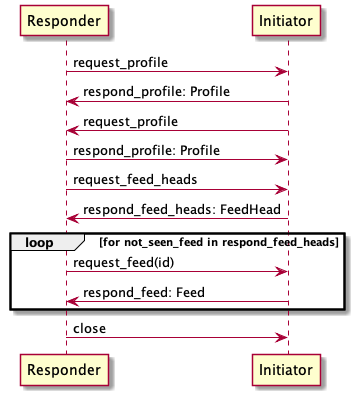 Responder Initiator
request_profile
respond_profile: Profile
request_profile
respond_profile: Profile
request_feed_heads
respond_feed_heads: FeedHead
loop [for not_seen_feed in respond_feed_heads]
request_feed(id)
respond_feed: Feed
close
Responder Initiator